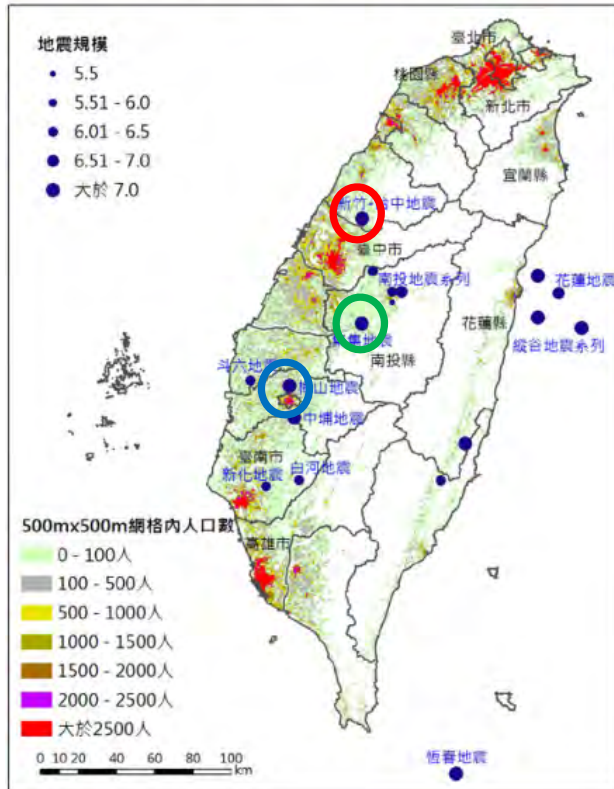 地震規模
5.5
5.51 - 6.0
6.01 - 6.5
6.51 - 7.0
大於 7.0
臺北市
桃園縣
新北市
宜蘭縣
新竹-台中地震
臺中市
南投地震系列
花蓮地震
花蓮縣
集地震
縱谷地震系列
南投縣
斗六地震
梅山地震
中埔地震
臺南市
新化地震
白河地震
高雄市
500mx500m網格內人口數
0 - 100人
100 - 500人
500 - 1000人
1000 - 1500人
1500 - 2000人
2000 - 2500人
大於2500人
0 10 20 40 60 80 100
km
恆春地震